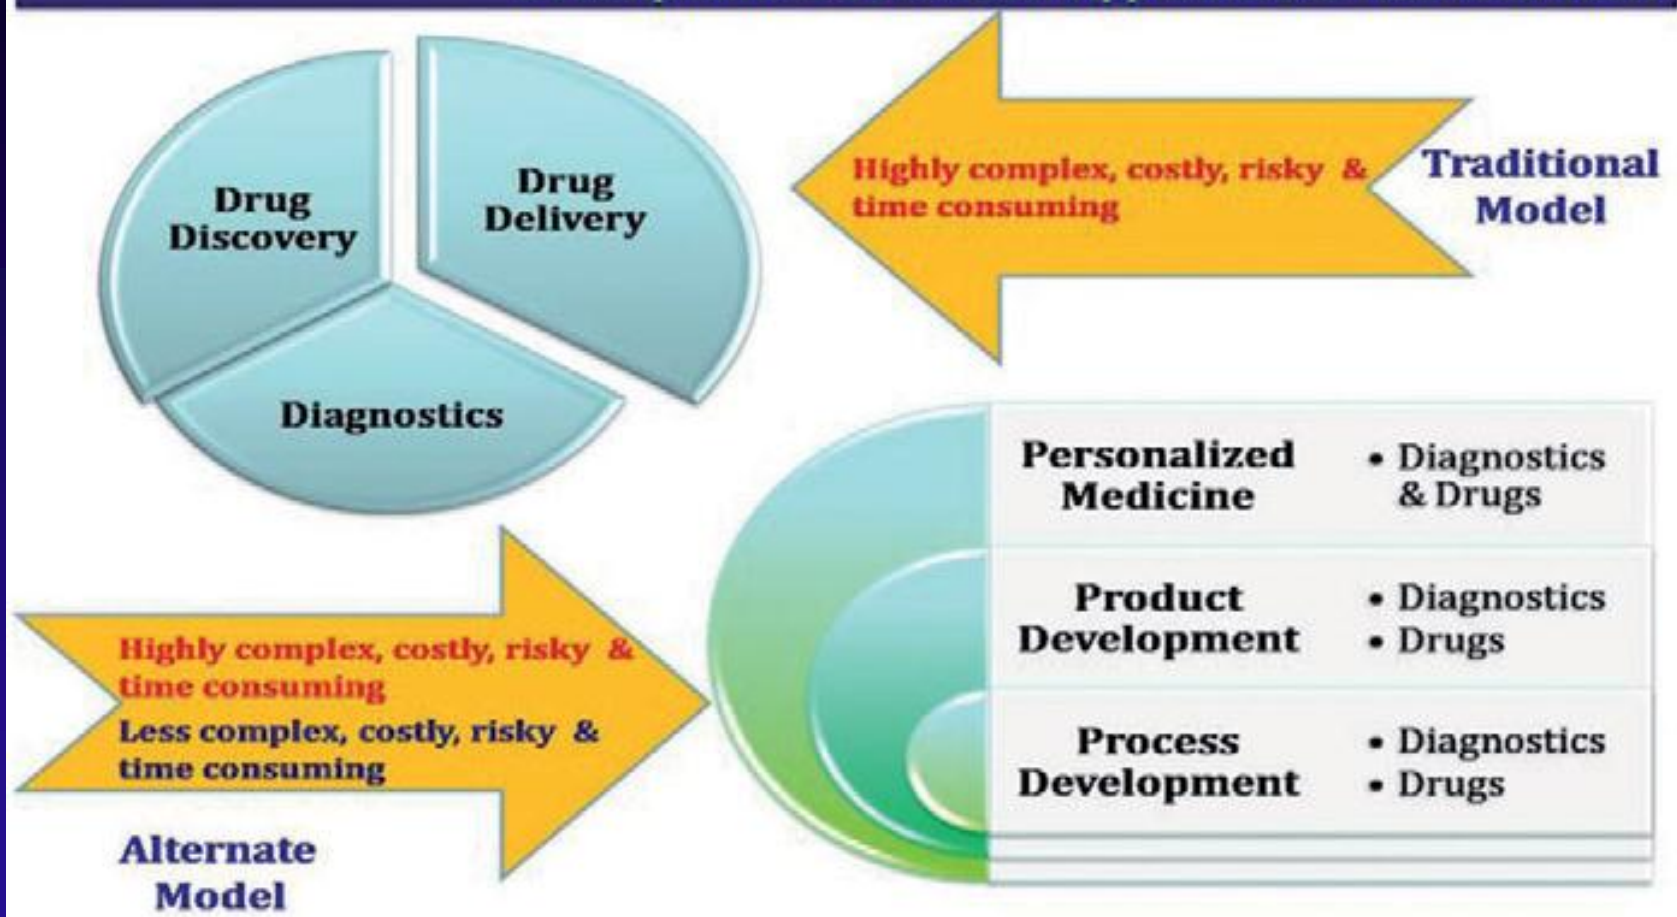 Drug
Discovery
Drug
Delivery
Diagnostics
Highly complex, costly, risky &
time consuming
Traditional
Model
Personalized
Medicine
• Diagnostics
& Drugs
Product
Development
• Diagnostics
• Drugs
Process
Development
• Diagnostics
• Drugs
Highly complex, costly, risky &
time consuming
Less complex, costly, risky &
time consuming
Alternate
Model